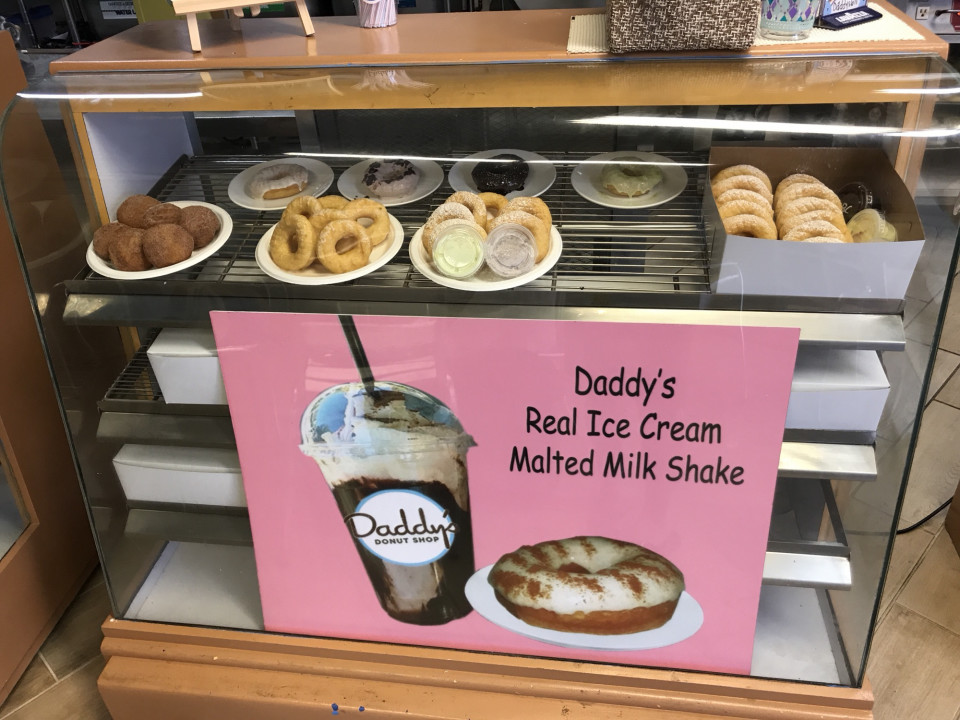 Daddy's
Real Ice Cream
Malted Milk Shake
Daddy's
DONUT SHOP